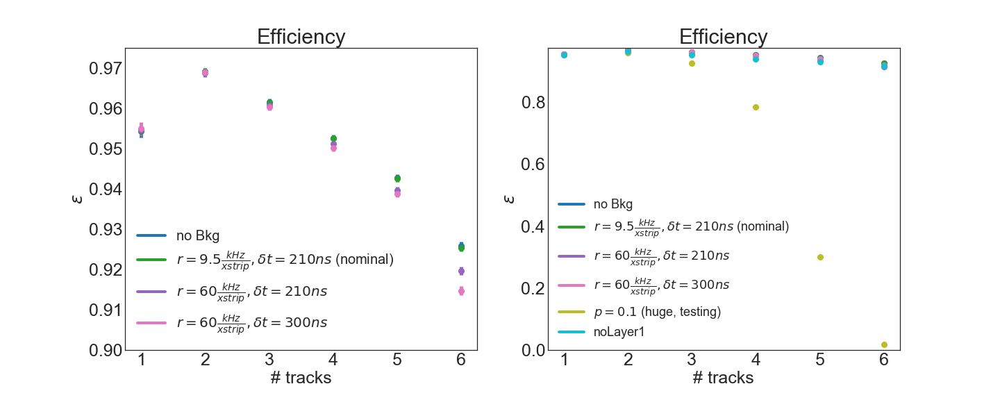 Efficiency
0.97
0.96
0.95
0.94
0.93
0.92
0.91
0.90
ε
no Bkg
r = 9.5 kHz/xstrip, δt = 210ns (nominal)
r = 60 kHz/xstrip, δt = 210ns
r = 60 kHz/xstrip, δt = 300ns
1 2 3 4 5 6
# tracks
Efficiency
0.8
0.6
0.4
0.2
0.0
ε
no Bkg
r = 9.5 kHz/xstrip, δt = 210ns (nominal)
r = 60 kHz/xstrip, δt = 210ns
r = 60 kHz/xstrip, δt = 300ns
p = 0.1 (huge, testing)
noLayer1
1 2 3 4 5 6
# tracks